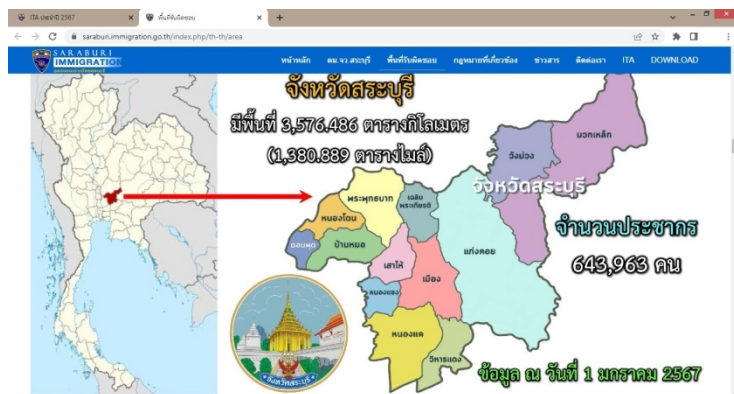 ITA ประจำปี 2567
พื้นที่รับผิดชอบ
saraburi.immigration.go.th/index.php/th-th/area
SARABURI
IMMIGRATION
หน้าหลัก ตม.จว.สระบุรี พื้นที่รับผิดชอบ กฎหมายที่เกี่ยวข้อง ข่าวสาร ติดต่อเรา ITA DOWNLOAD
จังหวัดสระบุรี
มีพื้นที่ 3,576.486 ตารางกิโลเมตร
(1,380.889 ตารางไมล์)
มวกเหล็ก
วังม่วง
จังหวัดสระบุรี
พระพุทธบาท
เฉลิม
พระเกียรติ
หนองโดน
ดอนพุด
บ้านหมอ
เสาไห้
เมือง
แก่งคอย
หนองแซง
หนองแค
วิหารแดง
จำนวนประชากร
643,963 คน
จังหวัดสระบุรี
ข้อมูล ณ วันที่ 1 มกราคม 2567